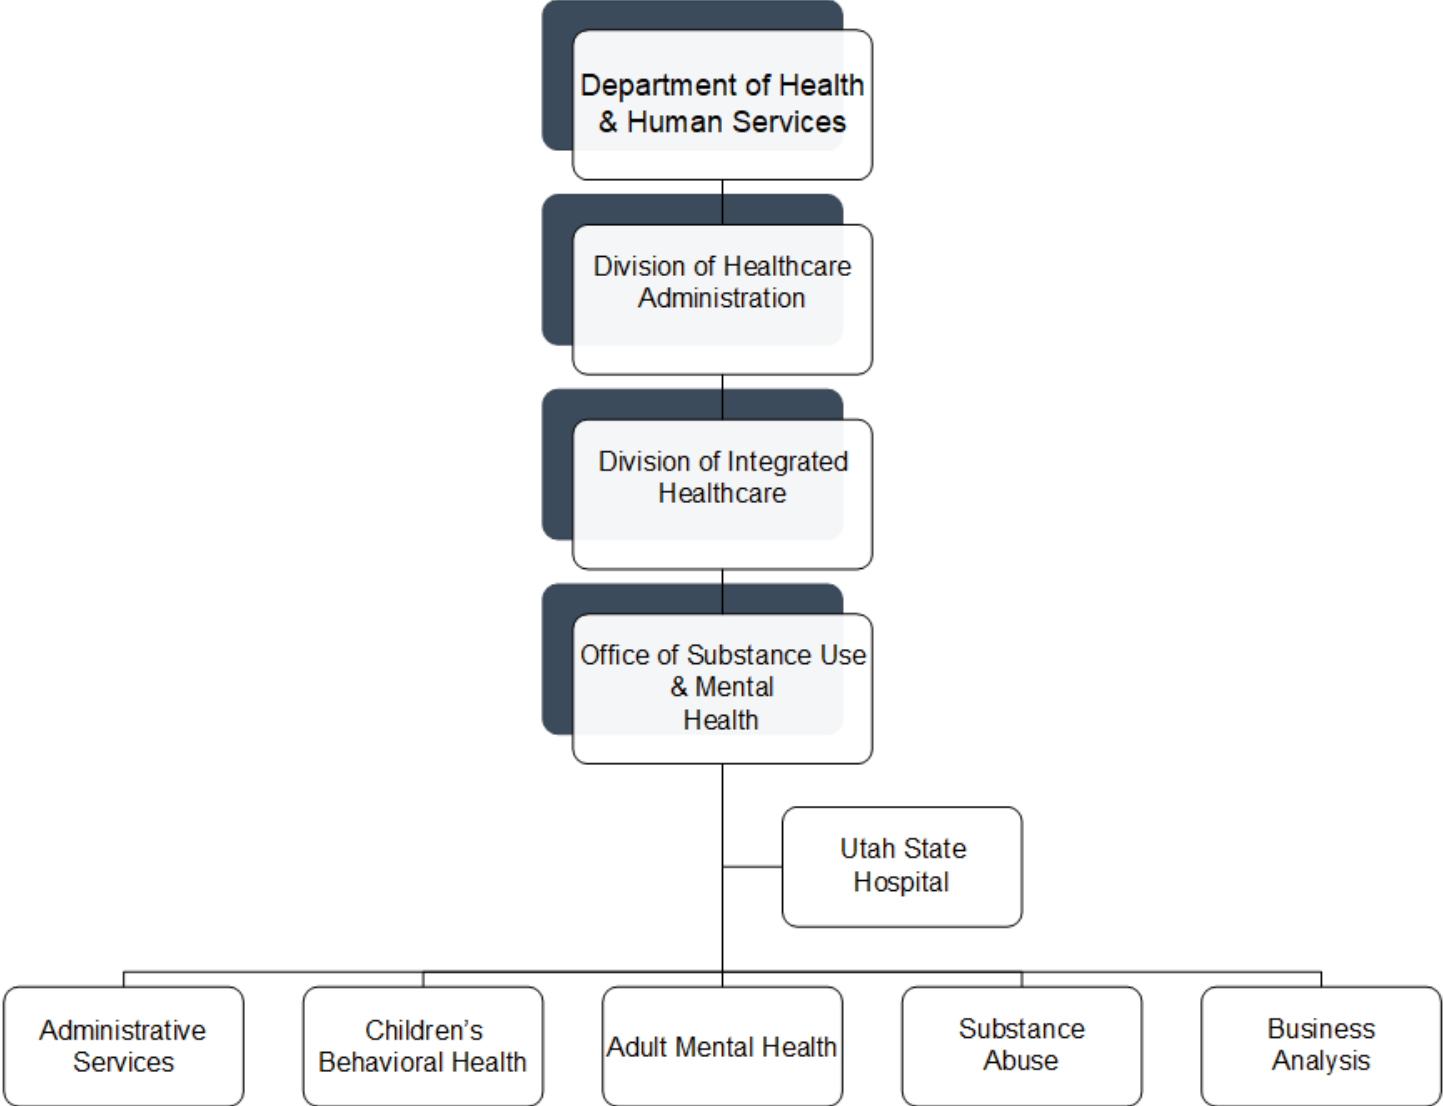 Department of Health
& Human Services
Division of Healthcare
Administration
Division of Integrated
Healthcare
Office of Substance Use
& Mental
Health
Utah State
Hospital
Administrative
Services
Children’s
Behavioral Health
Adult Mental Health
Substance
Abuse
Business
Analysis